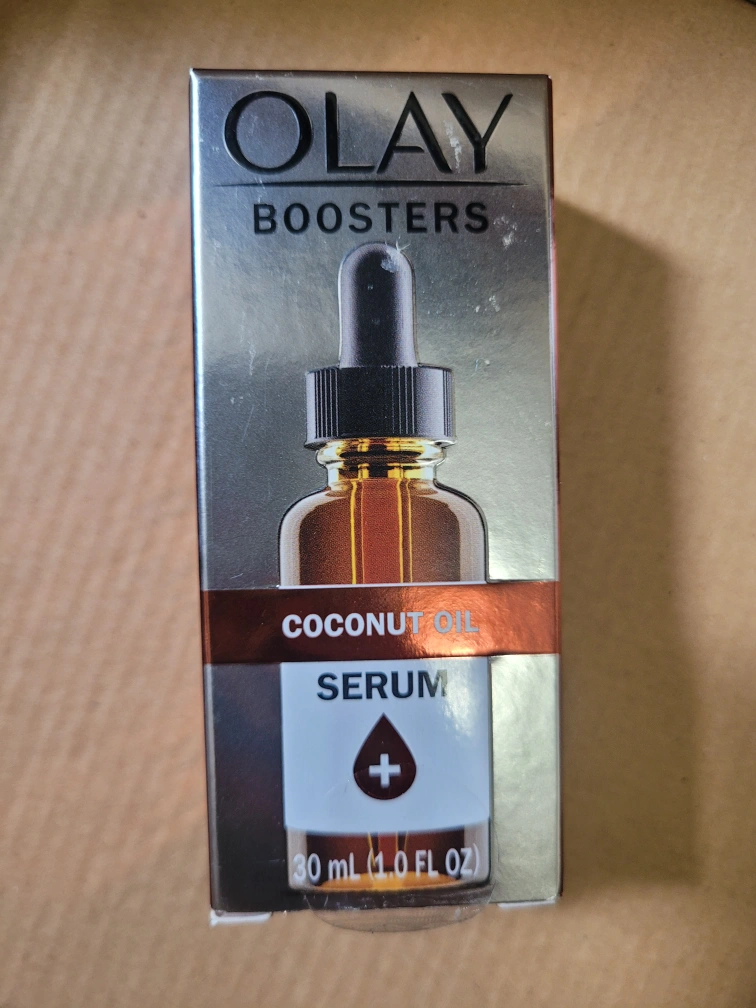 OLAY
BOOSTERS
COCONUT OIL
SERUM
30 mL (1.0 FL OZ)